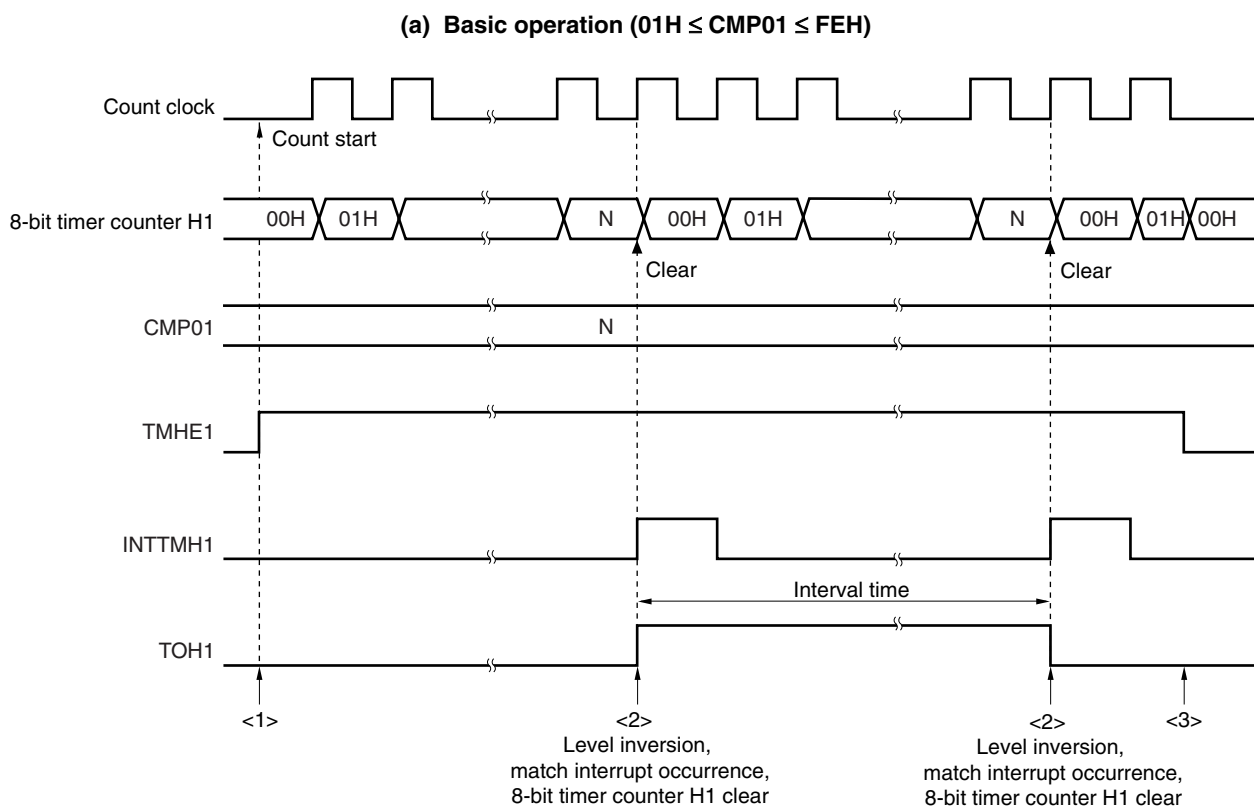 (a) Basic operation (01H ≤ CMP01 ≤ FEH)
Count clock
Count start
8-bit timer counter H1
00H 01H N 00H 01H N 00H 01H 00H
Clear Clear
CMP01
N
TMHE1
INTTMH1
Interval time
TOH1
<1> <2> <2> <3>
Level inversion, Level inversion,
match interrupt occurrence, match interrupt occurrence,
8-bit timer counter H1 clear 8-bit timer counter H1 clear